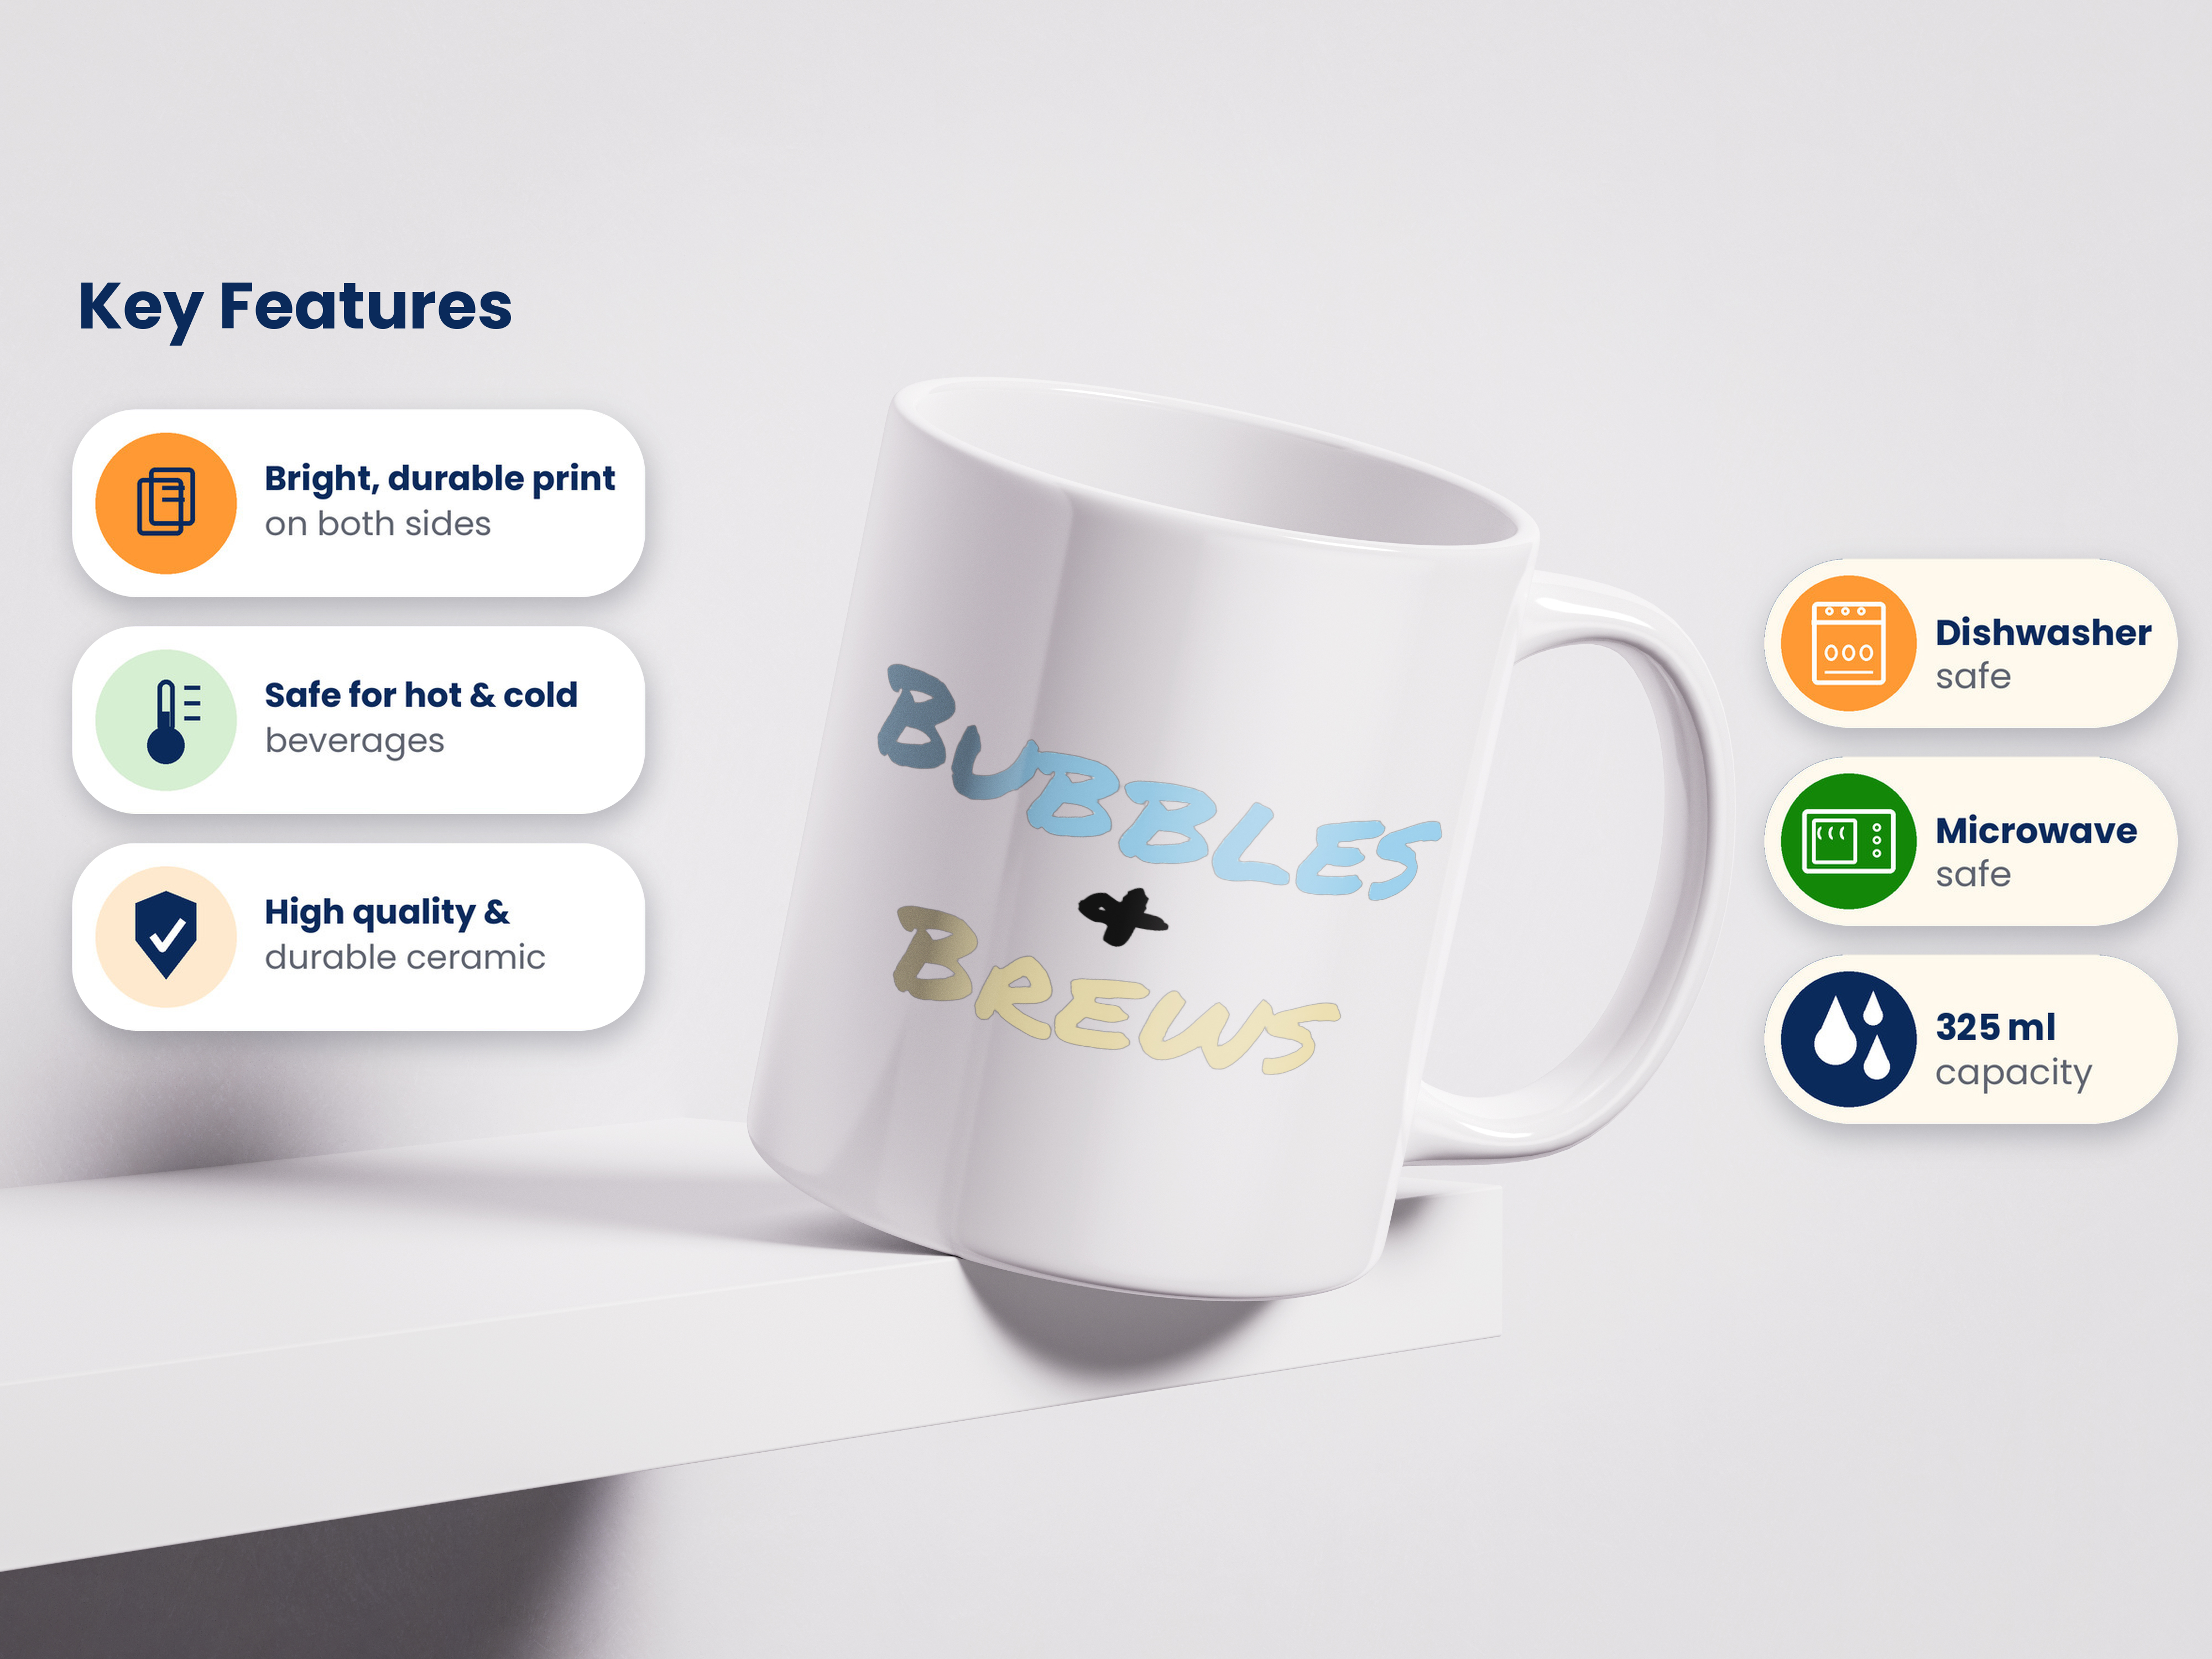 Key Features
Bright, durable print
on both sides
Safe for hot & cold
beverages
High quality &
durable ceramic
BUBBLES
&
BREWS
Dishwasher
safe
Microwave
safe
325 ml
capacity